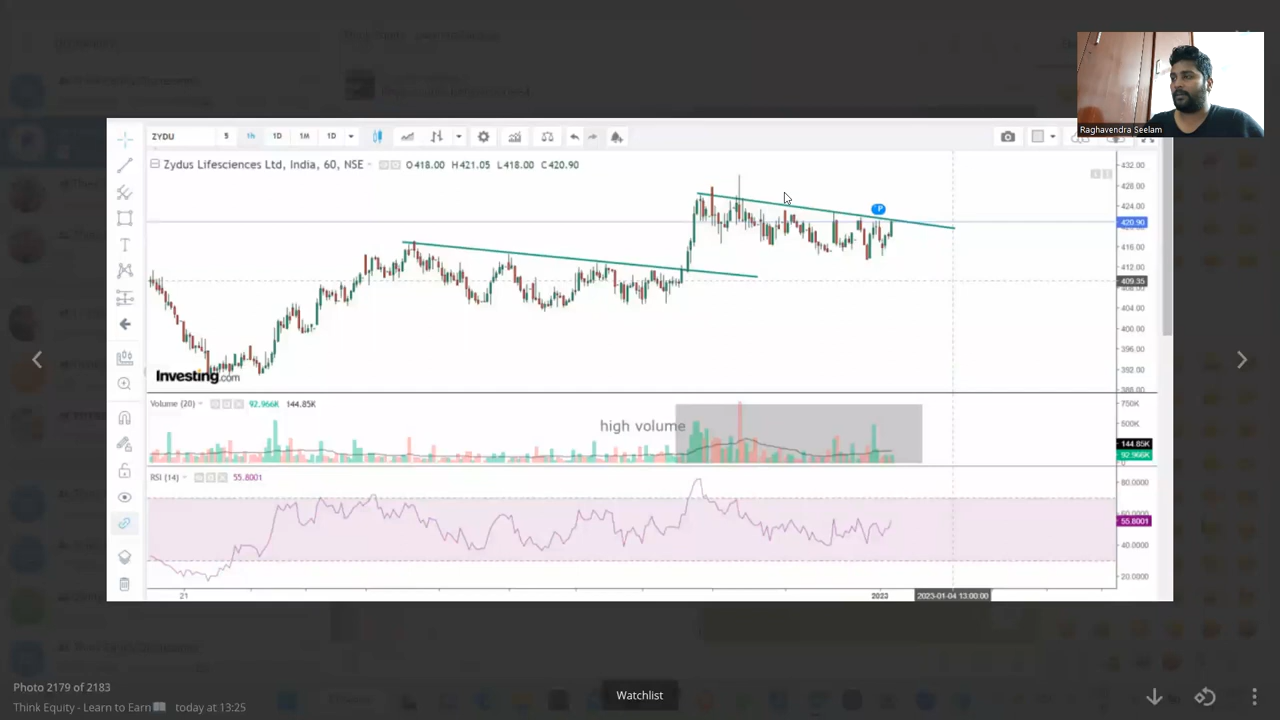 Raghavendra Seelam
ZYDU 5 1h 1D 1M 1D
Zydus Lifesciences Ltd, India, 60, NSE O418.00 H421.05 L418.00 C420.90
432.00
428.00
424.00
420.90
416.00
412.00
409.35
404.00
400.00
396.00
392.00
388.00
Investing.com
Volume (20) 92.966K 144.85K
high volume
750K
500K
144.85K
92.966K
RSI (14) 55.8001
80.0000
60.0000
55.8001
40.0000
20.0000
21 2023 2023-01-04 13:00:00
Photo 2179 of 2183
Watchlist
Think Equity - Learn to Earn📖 today at 13:25